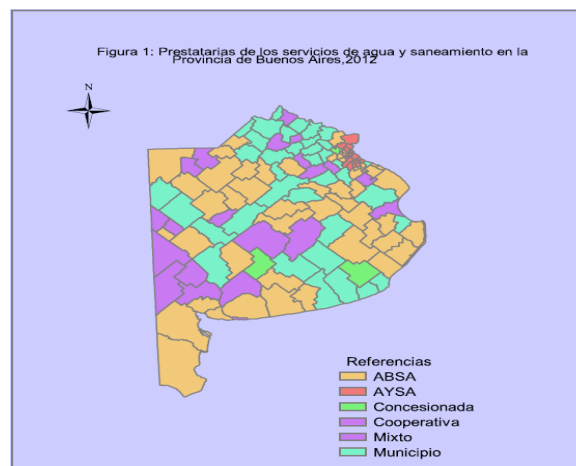 Figura 1: Prestatarias de los servicios de agua y saneamiento en la
Provincia de Buenos Aires,2012
N
Referencias
ABSA
AYSA
Concesionada
Cooperativa
Mixto
Municipio